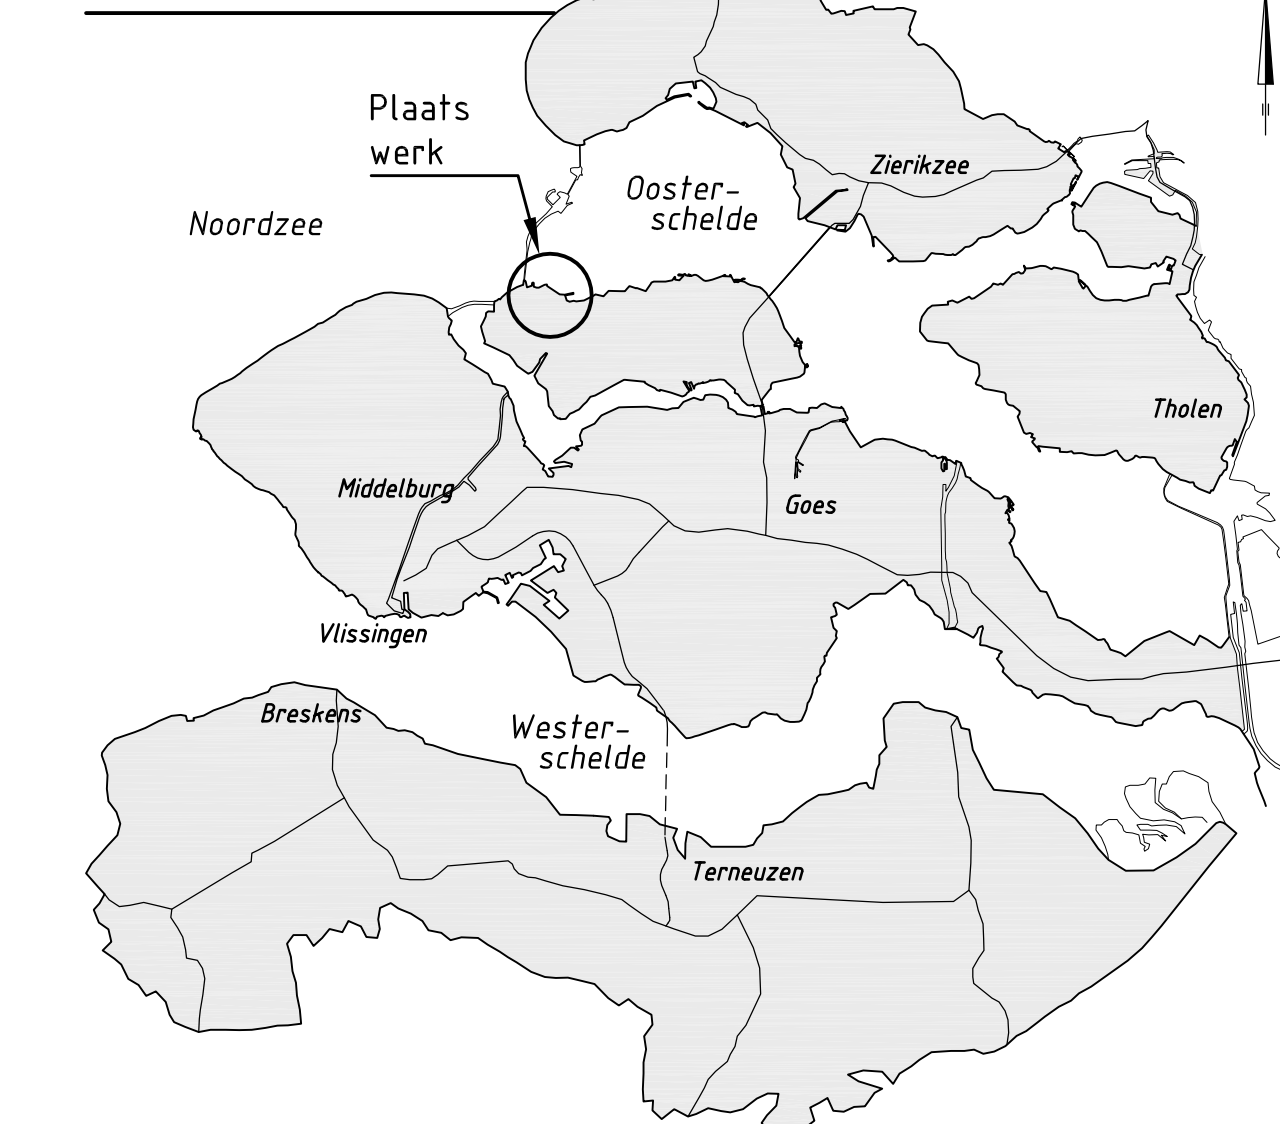 Plaats
werk
Zierikzee
Ooster-
schelde
Noordzee
Tholen
Middelburg
Goes
Vlissingen
Breskens
Wester-
schelde
Terneuzen